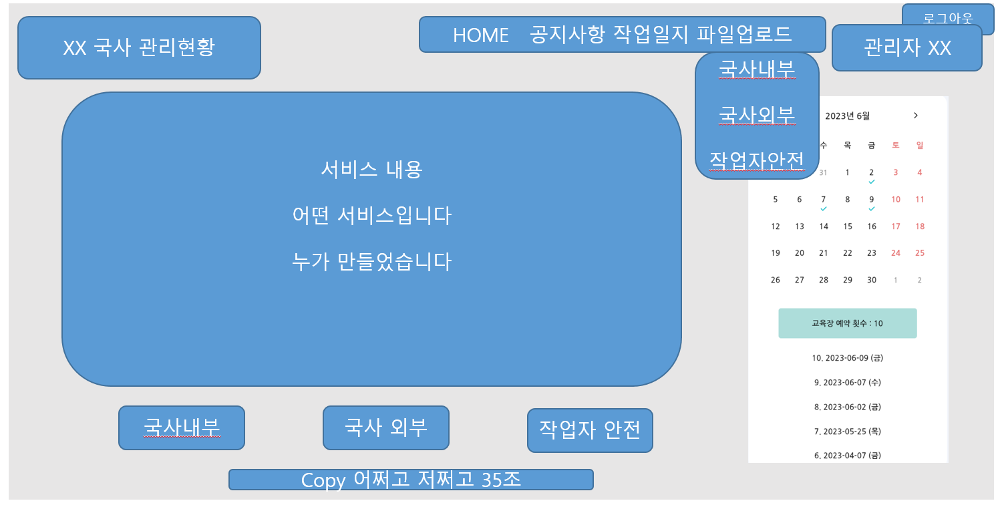 로그아웃
XX 국사 관리현황
HOME 공지사항 작업일지 파일업로드
관리자 XX
국사내부
국사외부
작업자안전
서비스 내용
어떤 서비스입니다
누가 만들었습니다
2023년 6월 >
수 목 금 토 일
31 1 2 3 4
5 6 7 8 9 10 11
12 13 14 15 16 17 18
19 20 21 22 23 24 25
26 27 28 29 30 1 2
교육장 예약 횟수 : 10
10. 2023-06-09 (금)
9. 2023-06-07 (수)
8. 2023-06-02 (금)
7. 2023-05-25 (목)
6. 2023-04-07 (금)
국사내부
국사 외부
작업자 안전
Copy 어쩌고 저쩌고 35조